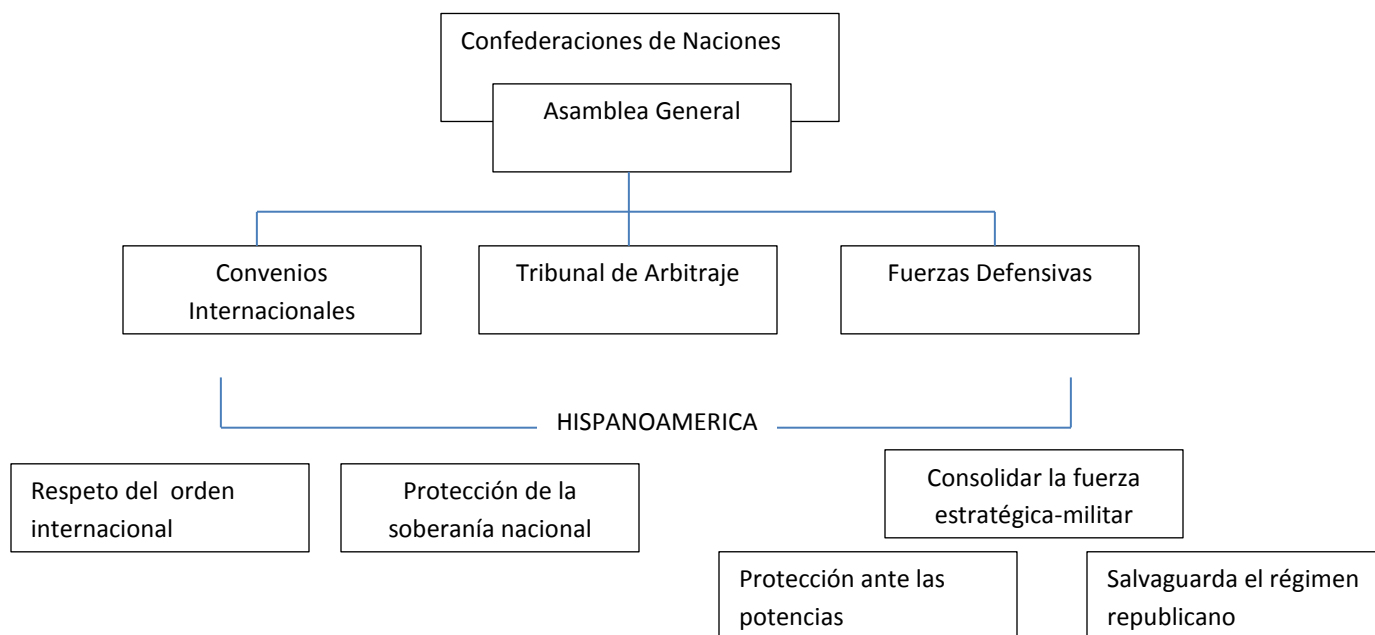 Confederaciones de Naciones
Asamblea General
Convenios
Internacionales
Tribunal de Arbitraje
Fuerzas Defensivas
HISPANOAMERICA
Respeto del  orden
internacional
Protección de la
soberanía nacional
Consolidar la fuerza
estratégica-militar
Protección ante las
potencias
Salvaguarda el régimen
republicano